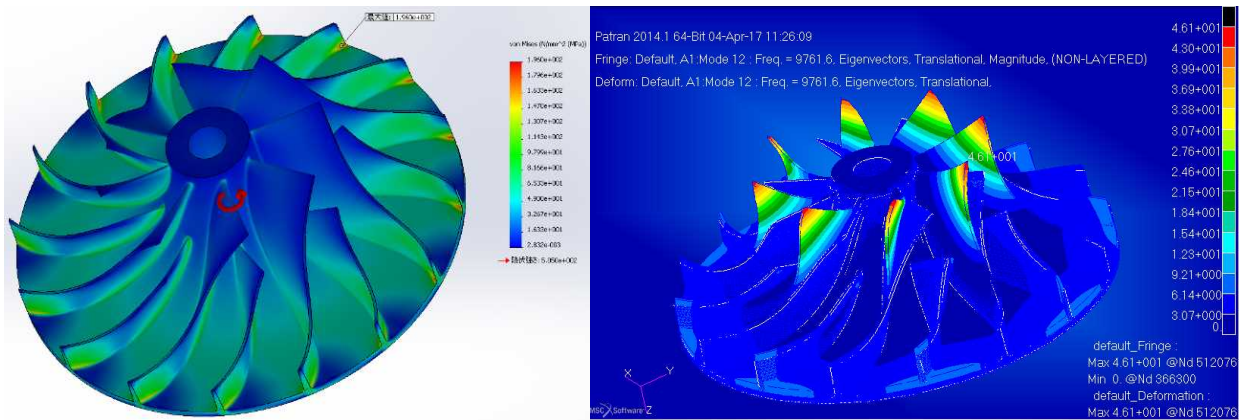 最大值: 1.960e+002
von Mises (N/mm^2 (MPa))
1.960e+002
1.796e+002
1.633e+002
1.470e+002
1.307e+002
1.143e+002
9.799e+001
8.166e+001
6.533e+001
4.900e+001
3.267e+001
1.633e+001
2.832e-003
5.050e+002
Patran 2014.1 64-Bit 04-Apr-17 11:26:09
Fringe: Default, A1:Mode 12 : Freq. = 9761.6, Eigenvectors, Translational, Magnitude, (NON-LAYERED)
Deform: Default, A1:Mode 12 : Freq. = 9761.6, Eigenvectors, Translational,
4.61+001
4.61+001
4.30+001
3.99+001
3.69+001
3.38+001
3.07+001
2.76+001
2.46+001
2.15+001
1.84+001
1.54+001
1.23+001
9.21+000
6.14+000
3.07+000
0
default_Fringe :
Max 4.61+001 @Nd 512076
Min 0. @Nd 366300
default_Deformation :
Max 4.61+001 @Nd 512076
X
Y
Z
MSC Software